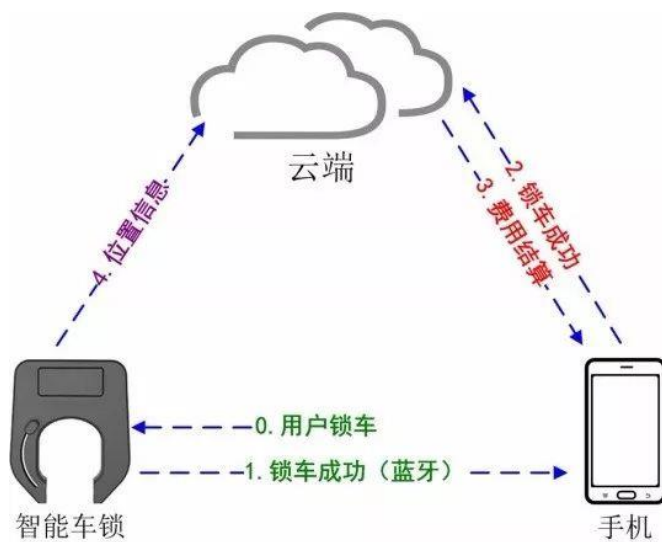 云端
4. 位置信息
2. 锁车成功
3. 费用结算
0. 用户锁车
1. 锁车成功（蓝牙）
智能车锁
手机